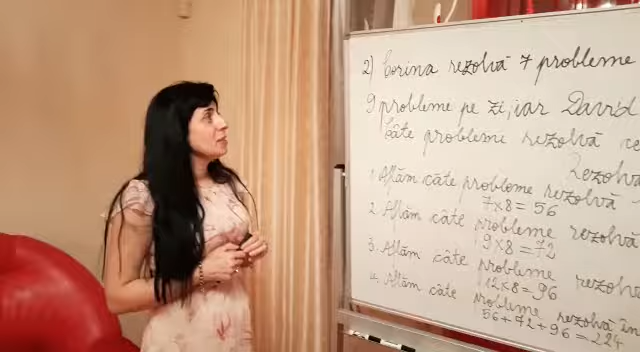 2) Corina rezolvă 7 probleme
9 probleme pe zi, iar David
Câte probleme rezolvă
Rezolva
1. Aflăm câte probleme rezolvă
7x8=56
2. Aflăm câte probleme rezolvă
9x8=72
3. Aflăm câte probleme rezolvă
12x8=96
4. Aflăm câte probleme rezolvă în
56+72+96=224